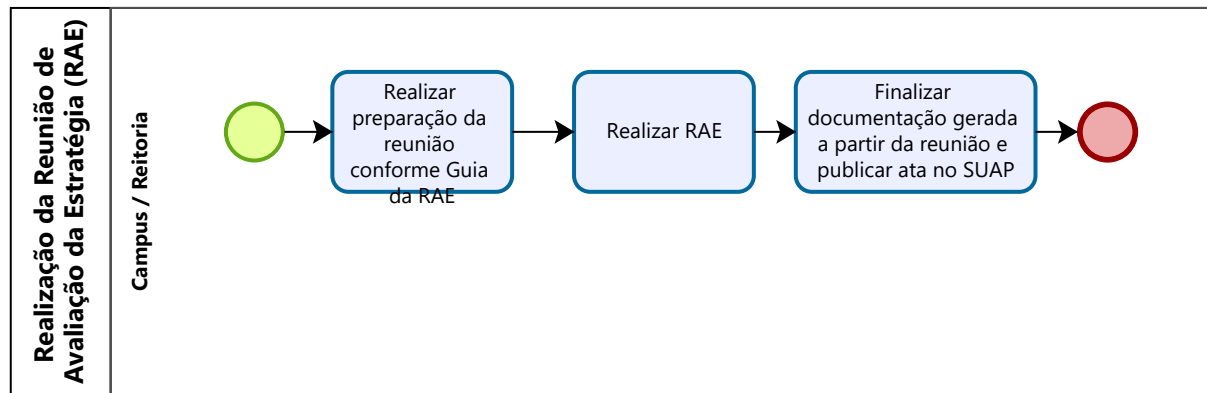 Realização da Reunião de
Avaliação da Estratégia (RAE)
Campus / Reitoria
Realizar
preparação da
reunião
conforme Guia
da RAE
Realizar RAE
Finalizar
documentação gerada
a partir da reunião e
publicar ata no SUAP